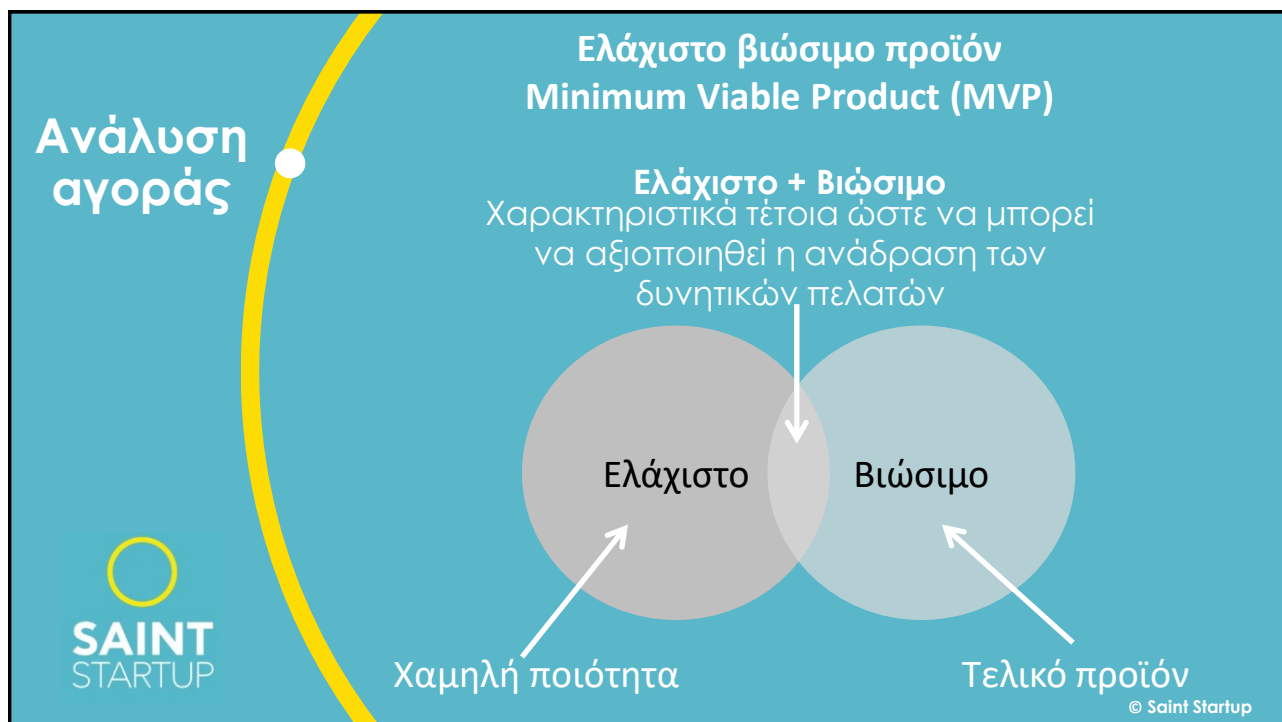 Ανάλυση
αγοράς
Ελάχιστο βιώσιμο προϊόν
Minimum Viable Product (MVP)
Ελάχιστο + Βιώσιμο
Χαρακτηριστικά τέτοια ώστε να μπορεί
να αξιοποιηθεί η ανάδραση των
δυνητικών πελατών
Ελάχιστο
Βιώσιμο
Χαμηλή ποιότητα
Τελικό προϊόν
SAINT
STARTUP
© Saint Startup